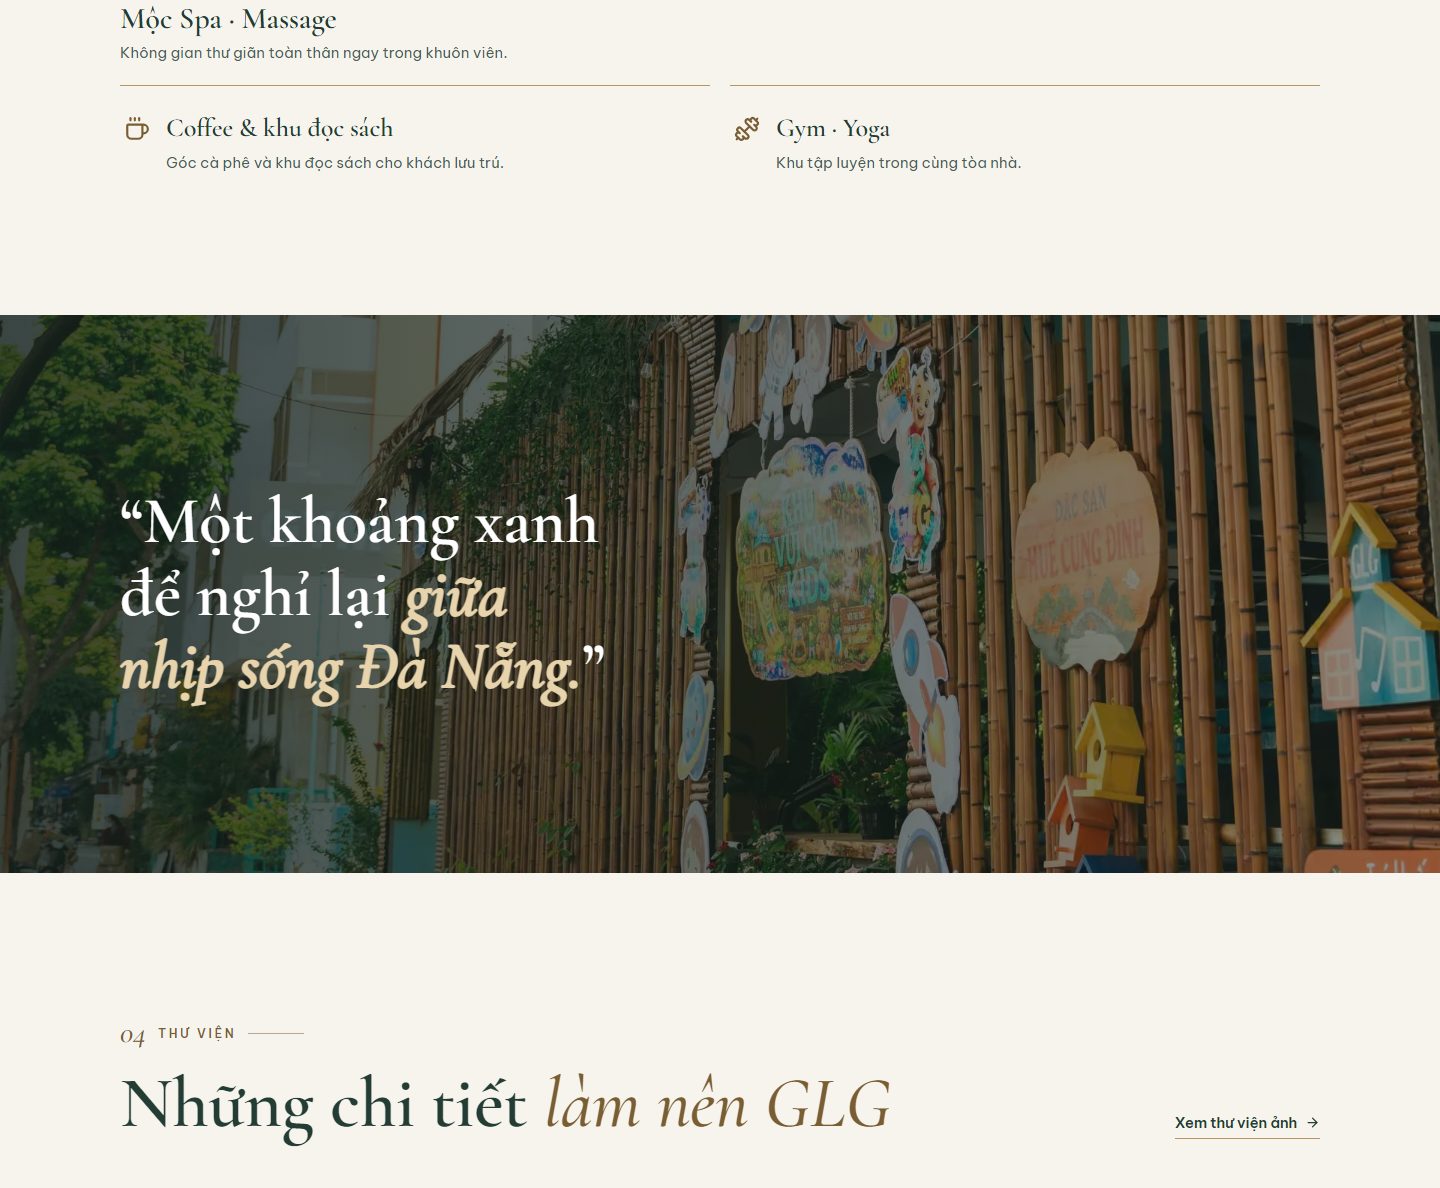 Mộc Spa · Massage
Không gian thư giãn toàn thân ngay trong khuôn viên.
Coffee & khu đọc sách
Góc cà phê và khu đọc sách cho khách lưu trú.
Gym · Yoga
Khu tập luyện trong cùng tòa nhà.
“Một khoảng xanh
để nghỉ lại giữa
nhịp sống Đà Nẵng.”
KHU
VƯỜN
KIDS
ĐẶC SẢN
HUẾ CUNG ĐÌNH
GLG
04 THƯ VIỆN
Những chi tiết làm nên GLG
Xem thư viện ảnh